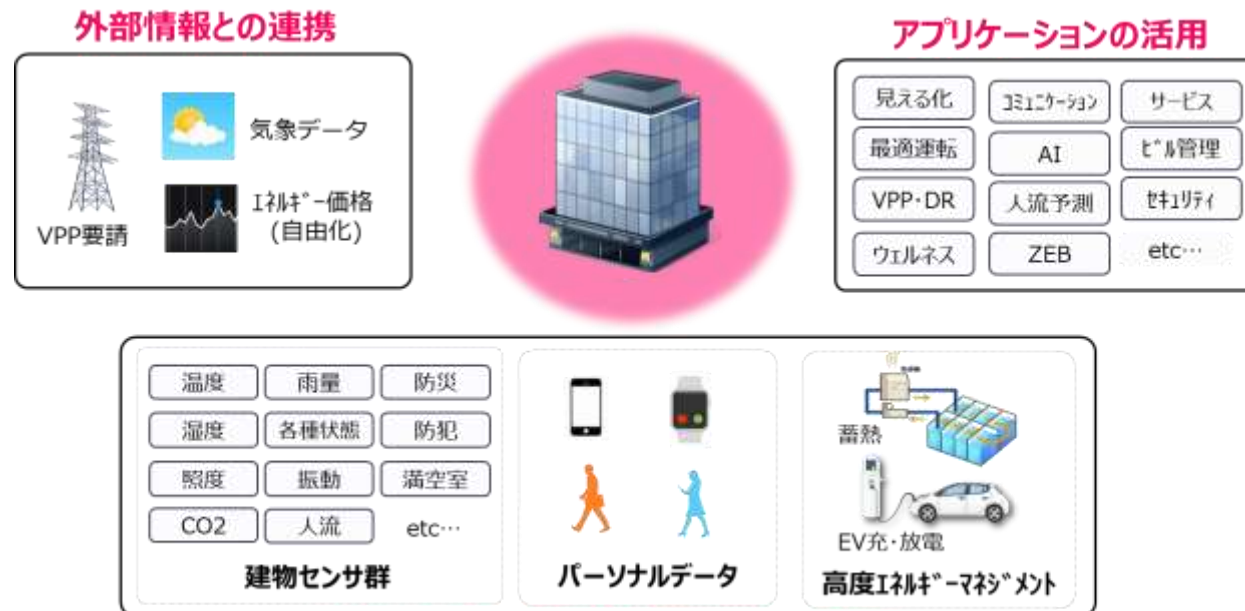 外部情報との連携
VPP要請
気象データ
ｴﾈﾙｷﾞｰ価格
(自由化)
アプリケーションの活用
見える化
ｺﾐｭﾆｹｰｼｮﾝ
サービス
最適運転
AI
ﾋﾞﾙ管理
VPP・DR
人流予測
ｾｷｭﾘﾃｨ
ウェルネス
ZEB
etc…
温度
雨量
防災
湿度
各種状態
防犯
照度
振動
満空室
CO2
人流
etc…
建物センサ群
パーソナルデータ
蓄熱
EV充・放電
高度ｴﾈﾙｷﾞｰﾏﾈｼﾞﾒﾝﾄ